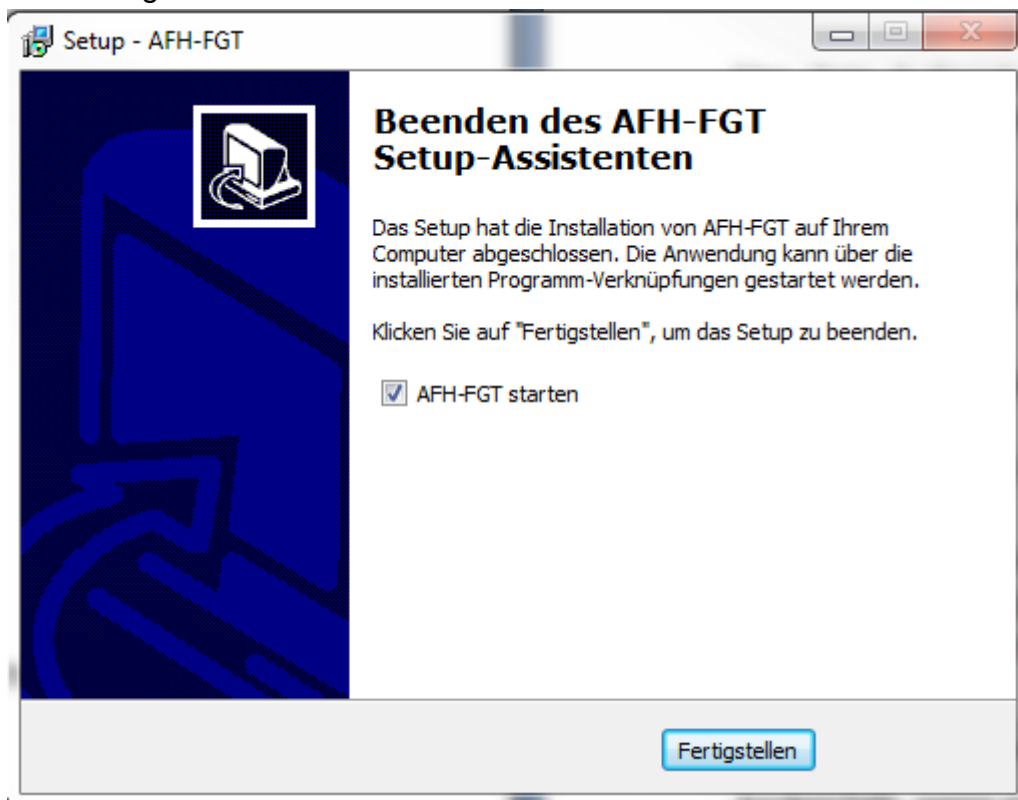 Setup - AFH-FGT
Beenden des AFH-FGT
Setup-Assistenten
Das Setup hat die Installation von AFH-FGT auf Ihrem
Computer abgeschlossen. Die Anwendung kann über die
installierten Programm-Verknüpfungen gestartet werden.
Klicken Sie auf "Fertigstellen", um das Setup zu beenden.
AFH-FGT starten
Fertigstellen